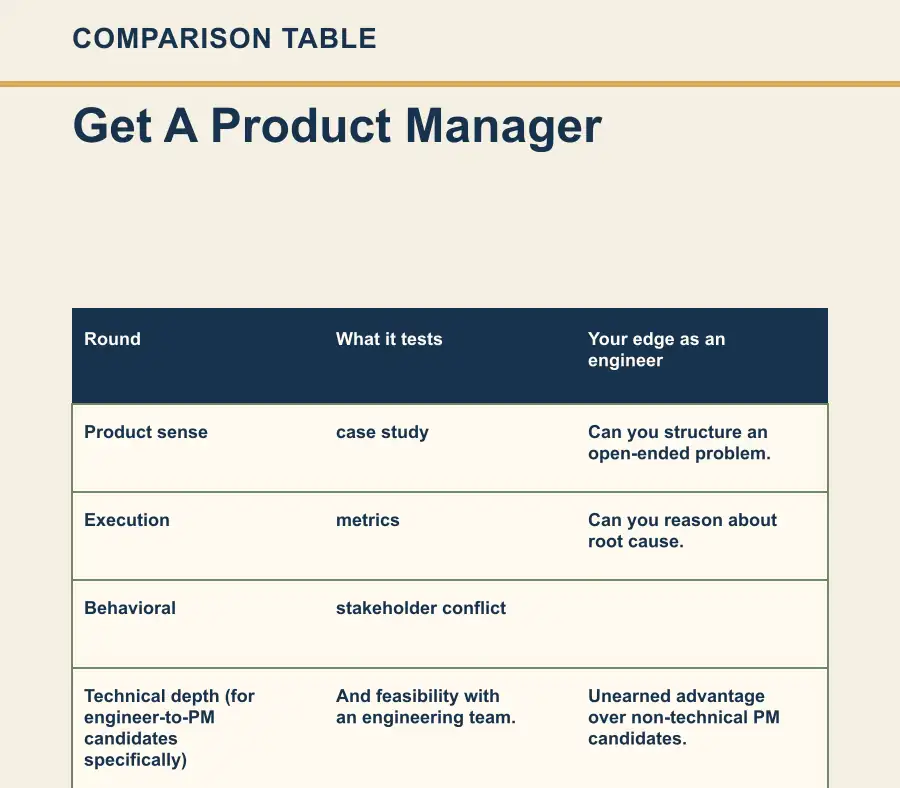 COMPARISON TABLE
Get A Product Manager
Round
What it tests
Your edge as an
engineer
Product sense
case study
Can you structure an
open-ended problem.
Execution
metrics
Can you reason about
root cause.
Behavioral
stakeholder conflict
Technical depth (for
engineer-to-PM
candidates
specifically)
And feasibility with
an engineering team.
Unearned advantage
over non-technical PM
candidates.